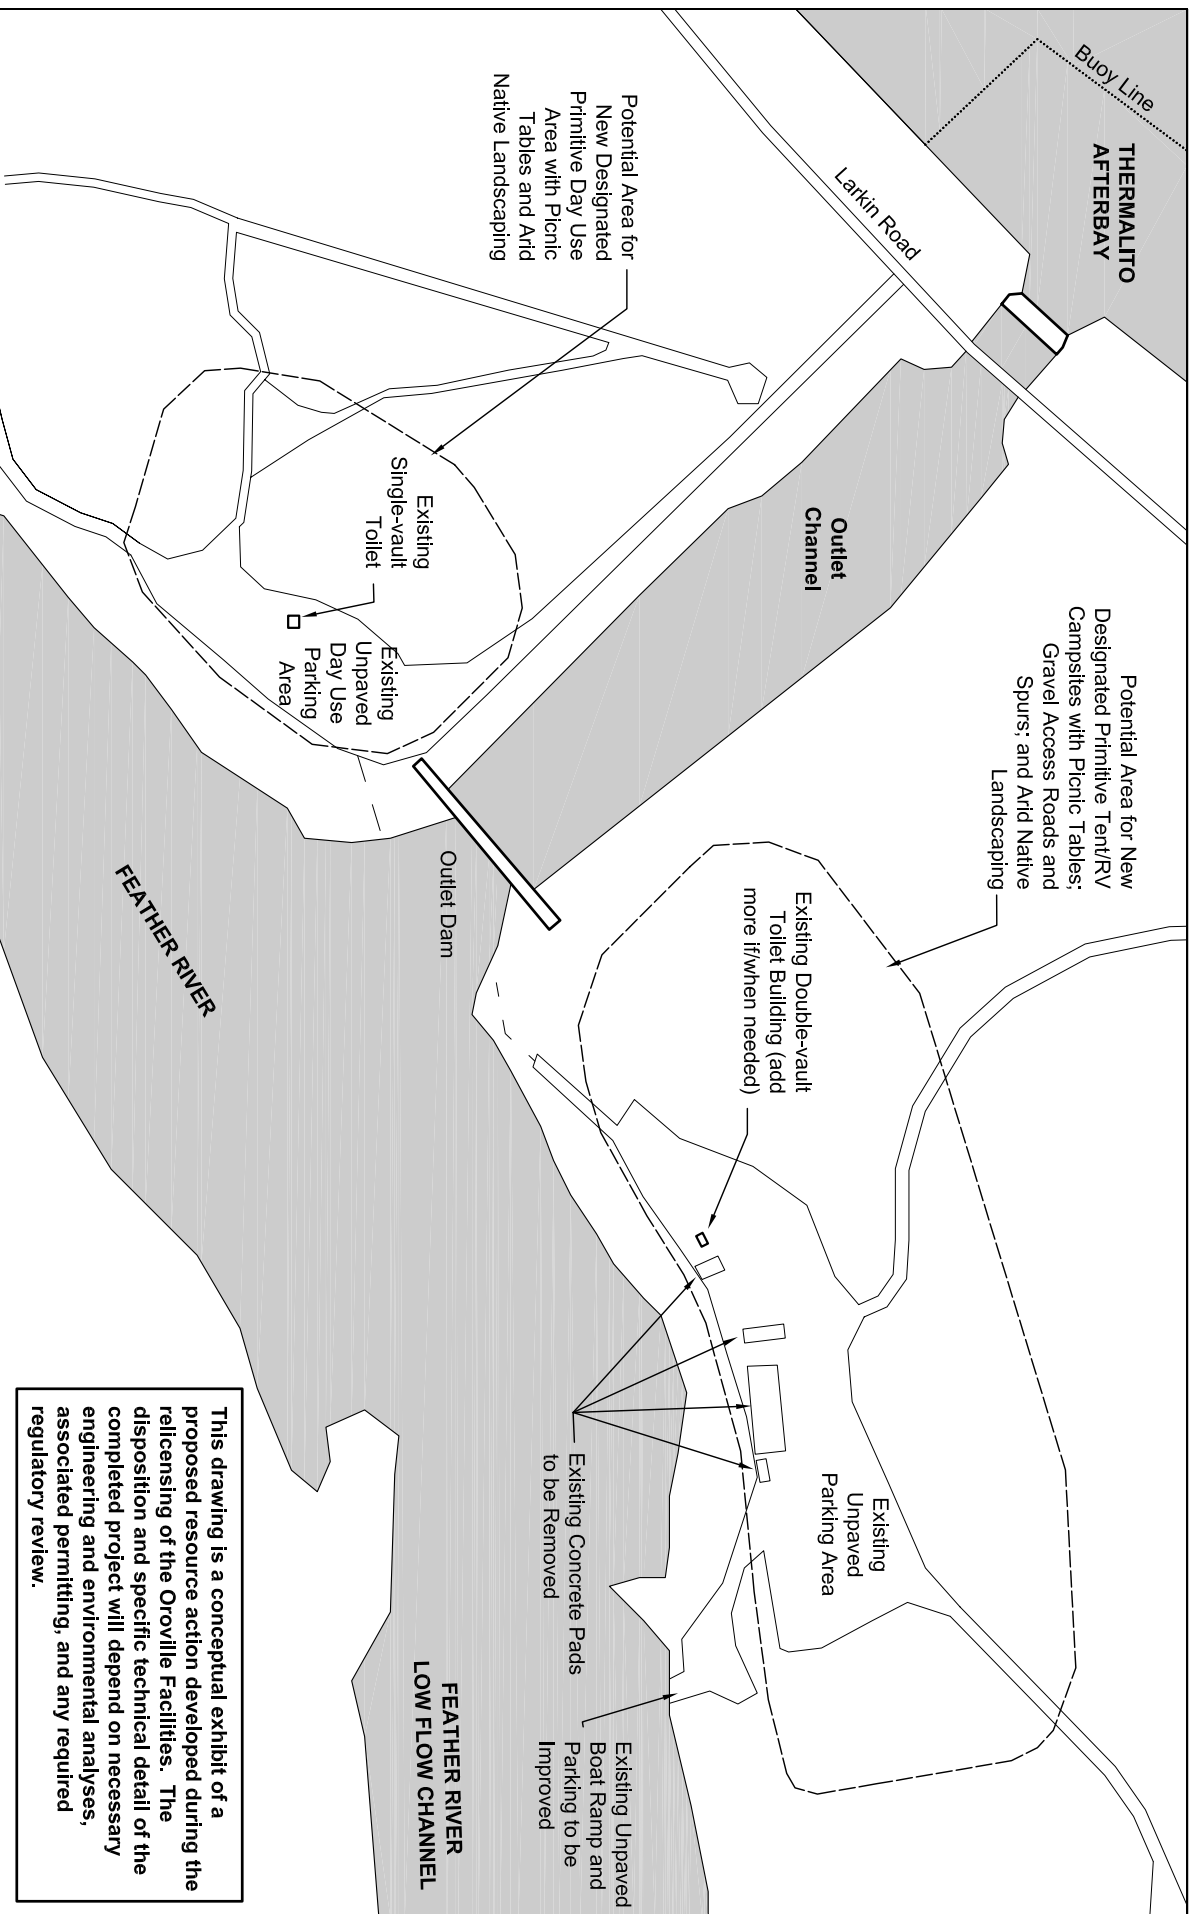 Buoy Line
THERMALITO
AFTERBAY
Larkin Road
Potential Area for
New Designated
Primitive Day Use
Area with Picnic
Tables and Arid
Native Landscaping
Outlet
Channel
Existing
Single-vault
Toilet
Existing
Unpaved
Day Use
Parking
Area
Potential Area for New
Designated Primitive Tent/RV
Campsites with Picnic Tables;
Gravel Access Roads and
Spurs; and Arid Native
Landscaping
Existing Double-vault
Toilet Building (add
more if/when needed)
Outlet Dam
FEATHER RIVER
Existing
Unpaved
Parking Area
Existing Concrete Pads
to be Removed
Existing Unpaved
Boat Ramp and
Parking to be
Improved
FEATHER RIVER
LOW FLOW CHANNEL
This drawing is a conceptual exhibit of a
proposed resource action developed during the
relicensing of the Oroville Facilities. The
disposition and specific technical detail of the
completed project will depend on necessary
engineering and environmental analyses,
associated permitting, and any required
regulatory review.